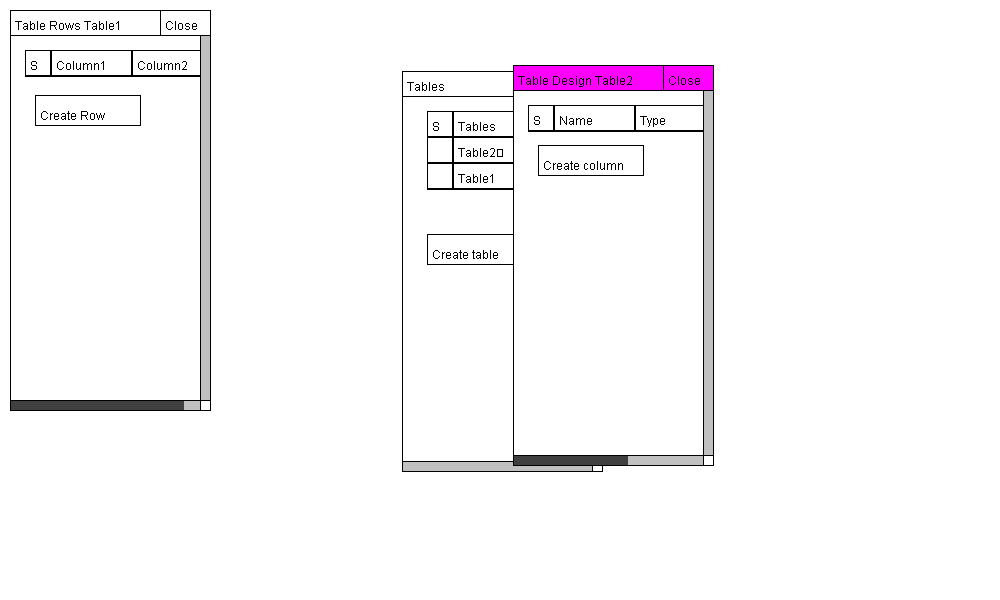 Table Rows Table1 Close
S Column1 Column2
Create Row
Tables
S Tables
Table2▯
Table1
Create table
Table Design Table2 Close
S Name Type
Create column